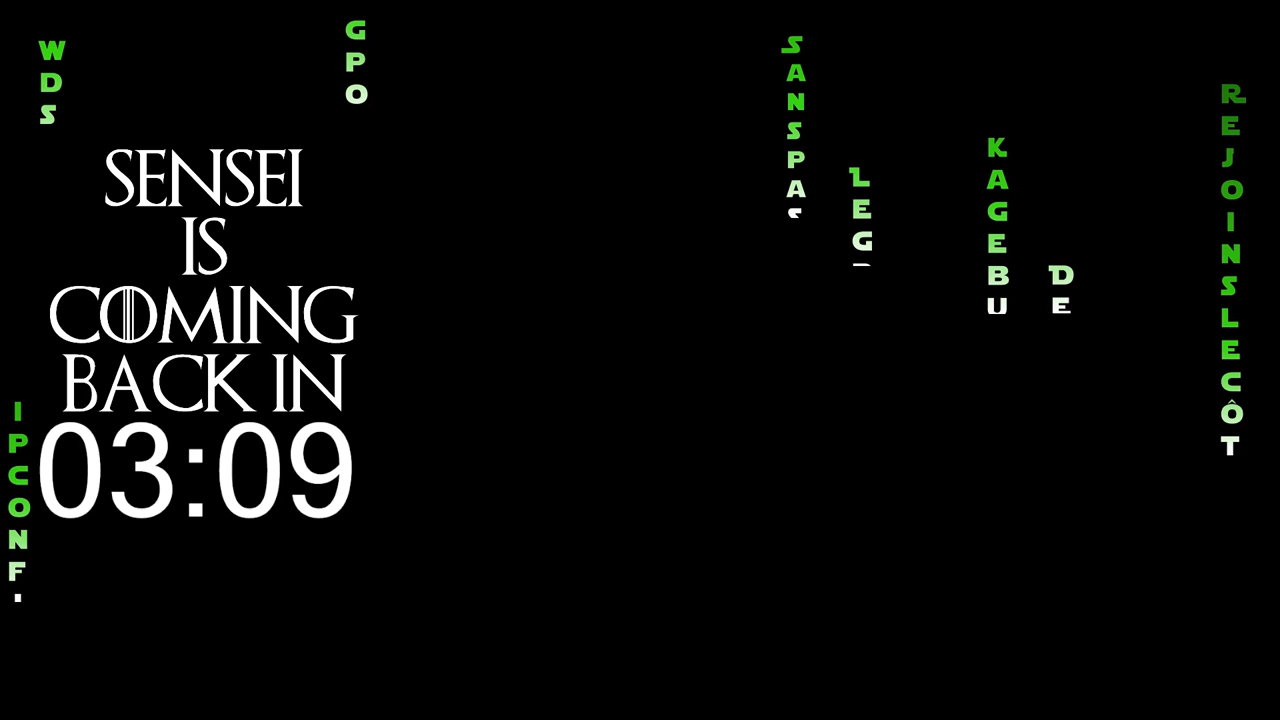 WDS
GPO
SENSEI
IS
COMING
BACK IN
03:09
IPCONF
SANSPA
LEG
KAGEBU
DE
REJOINSLECÔT